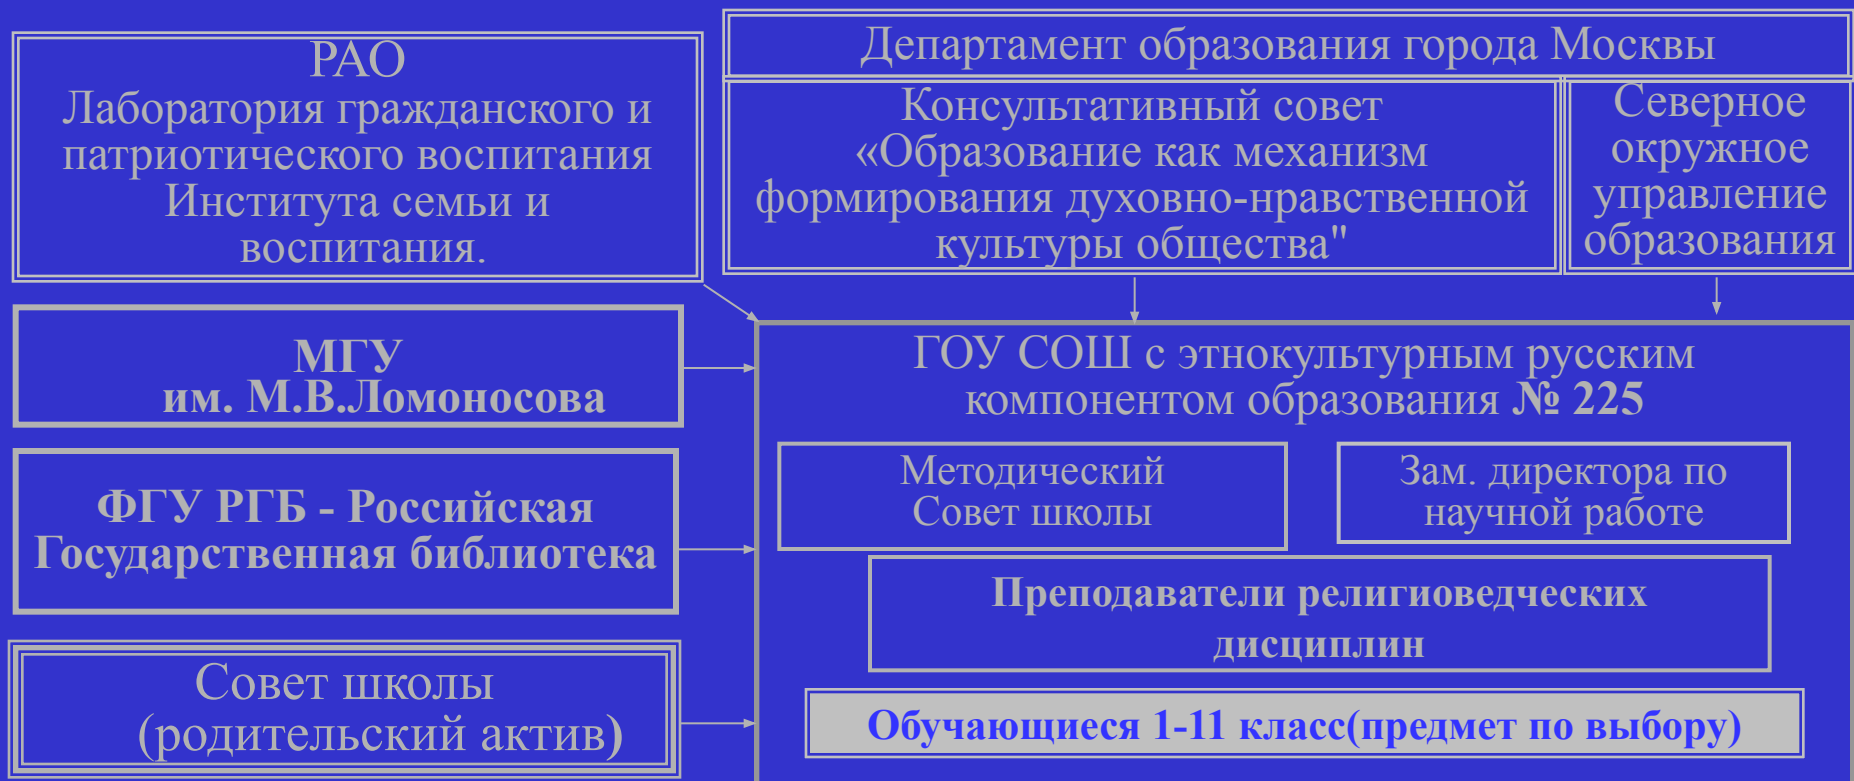 РАО
Лаборатория гражданского и
патриотического воспитания
Института семьи и
воспитания.
Департамент образования города Москвы
Консультативный совет
«Образование как механизм
формирования духовно-нравственной
культуры общества"
Северное
окружное
управление
образования
МГУ
им. М.В.Ломоносова
ФГУ РГБ - Российская
Государственная библиотека
Совет школы
(родительский актив)
ГОУ СОШ с этнокультурным русским
компонентом образования № 225
Методический
Совет школы
Зам. директора по
научной работе
Преподаватели религиоведческих
дисциплин
Обучающиеся 1-11 класс(предмет по выбору)